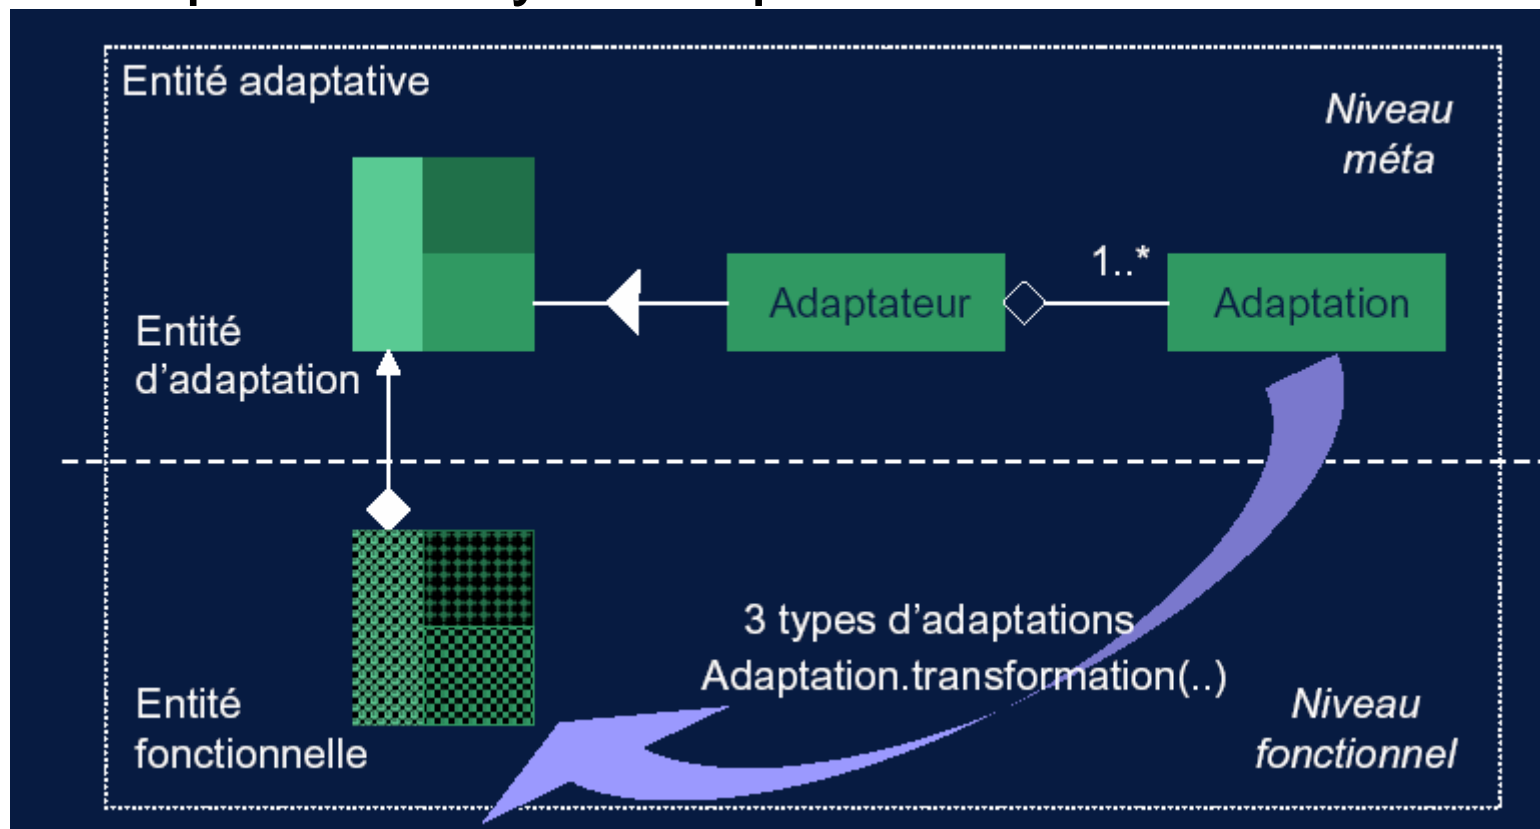 Entité adaptative
Niveau
méta
1..*
Adaptateur
Adaptation
Entité
d’adaptation
3 types d’adaptations
Adaptation.transformation(..)
Entité
fonctionnelle
Niveau
fonctionnel